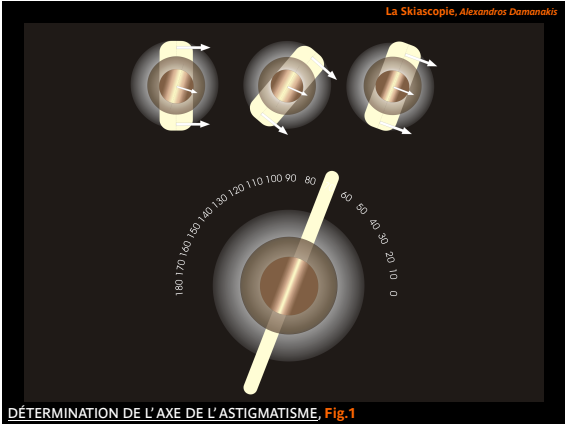 La Skiascopie, Alexandros Damanakis
180 170 160 150 140 130 120 110 100 90 80 60 50 40 30 20 10 0
DÉTERMINATION DE L' AXE DE L' ASTIGMATISME, Fig.1